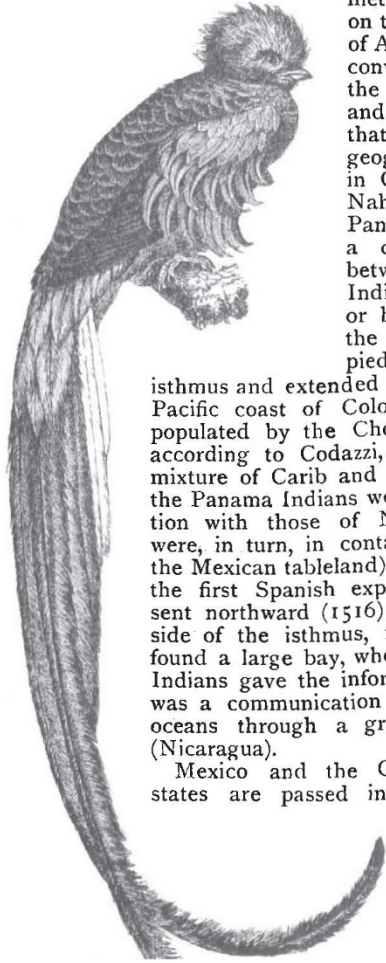 on t
of A
conv
the
and
that
geog
in C
Nah
Pan
a c
betw
Indi
or h
the
pied
isthmus and extended
Pacific coast of Colo
populated by the Cho
according to Codazzi,
mixture of Carib and
the Panama Indians we
tion with those of N
were, in turn, in conta
the Mexican tableland)
the first Spanish exp
sent northward (1516)
side of the isthmus,
found a large bay, whe
Indians gave the infor
was a communication
oceans through a gr
(Nicaragua).
Mexico and the C
states are passed in